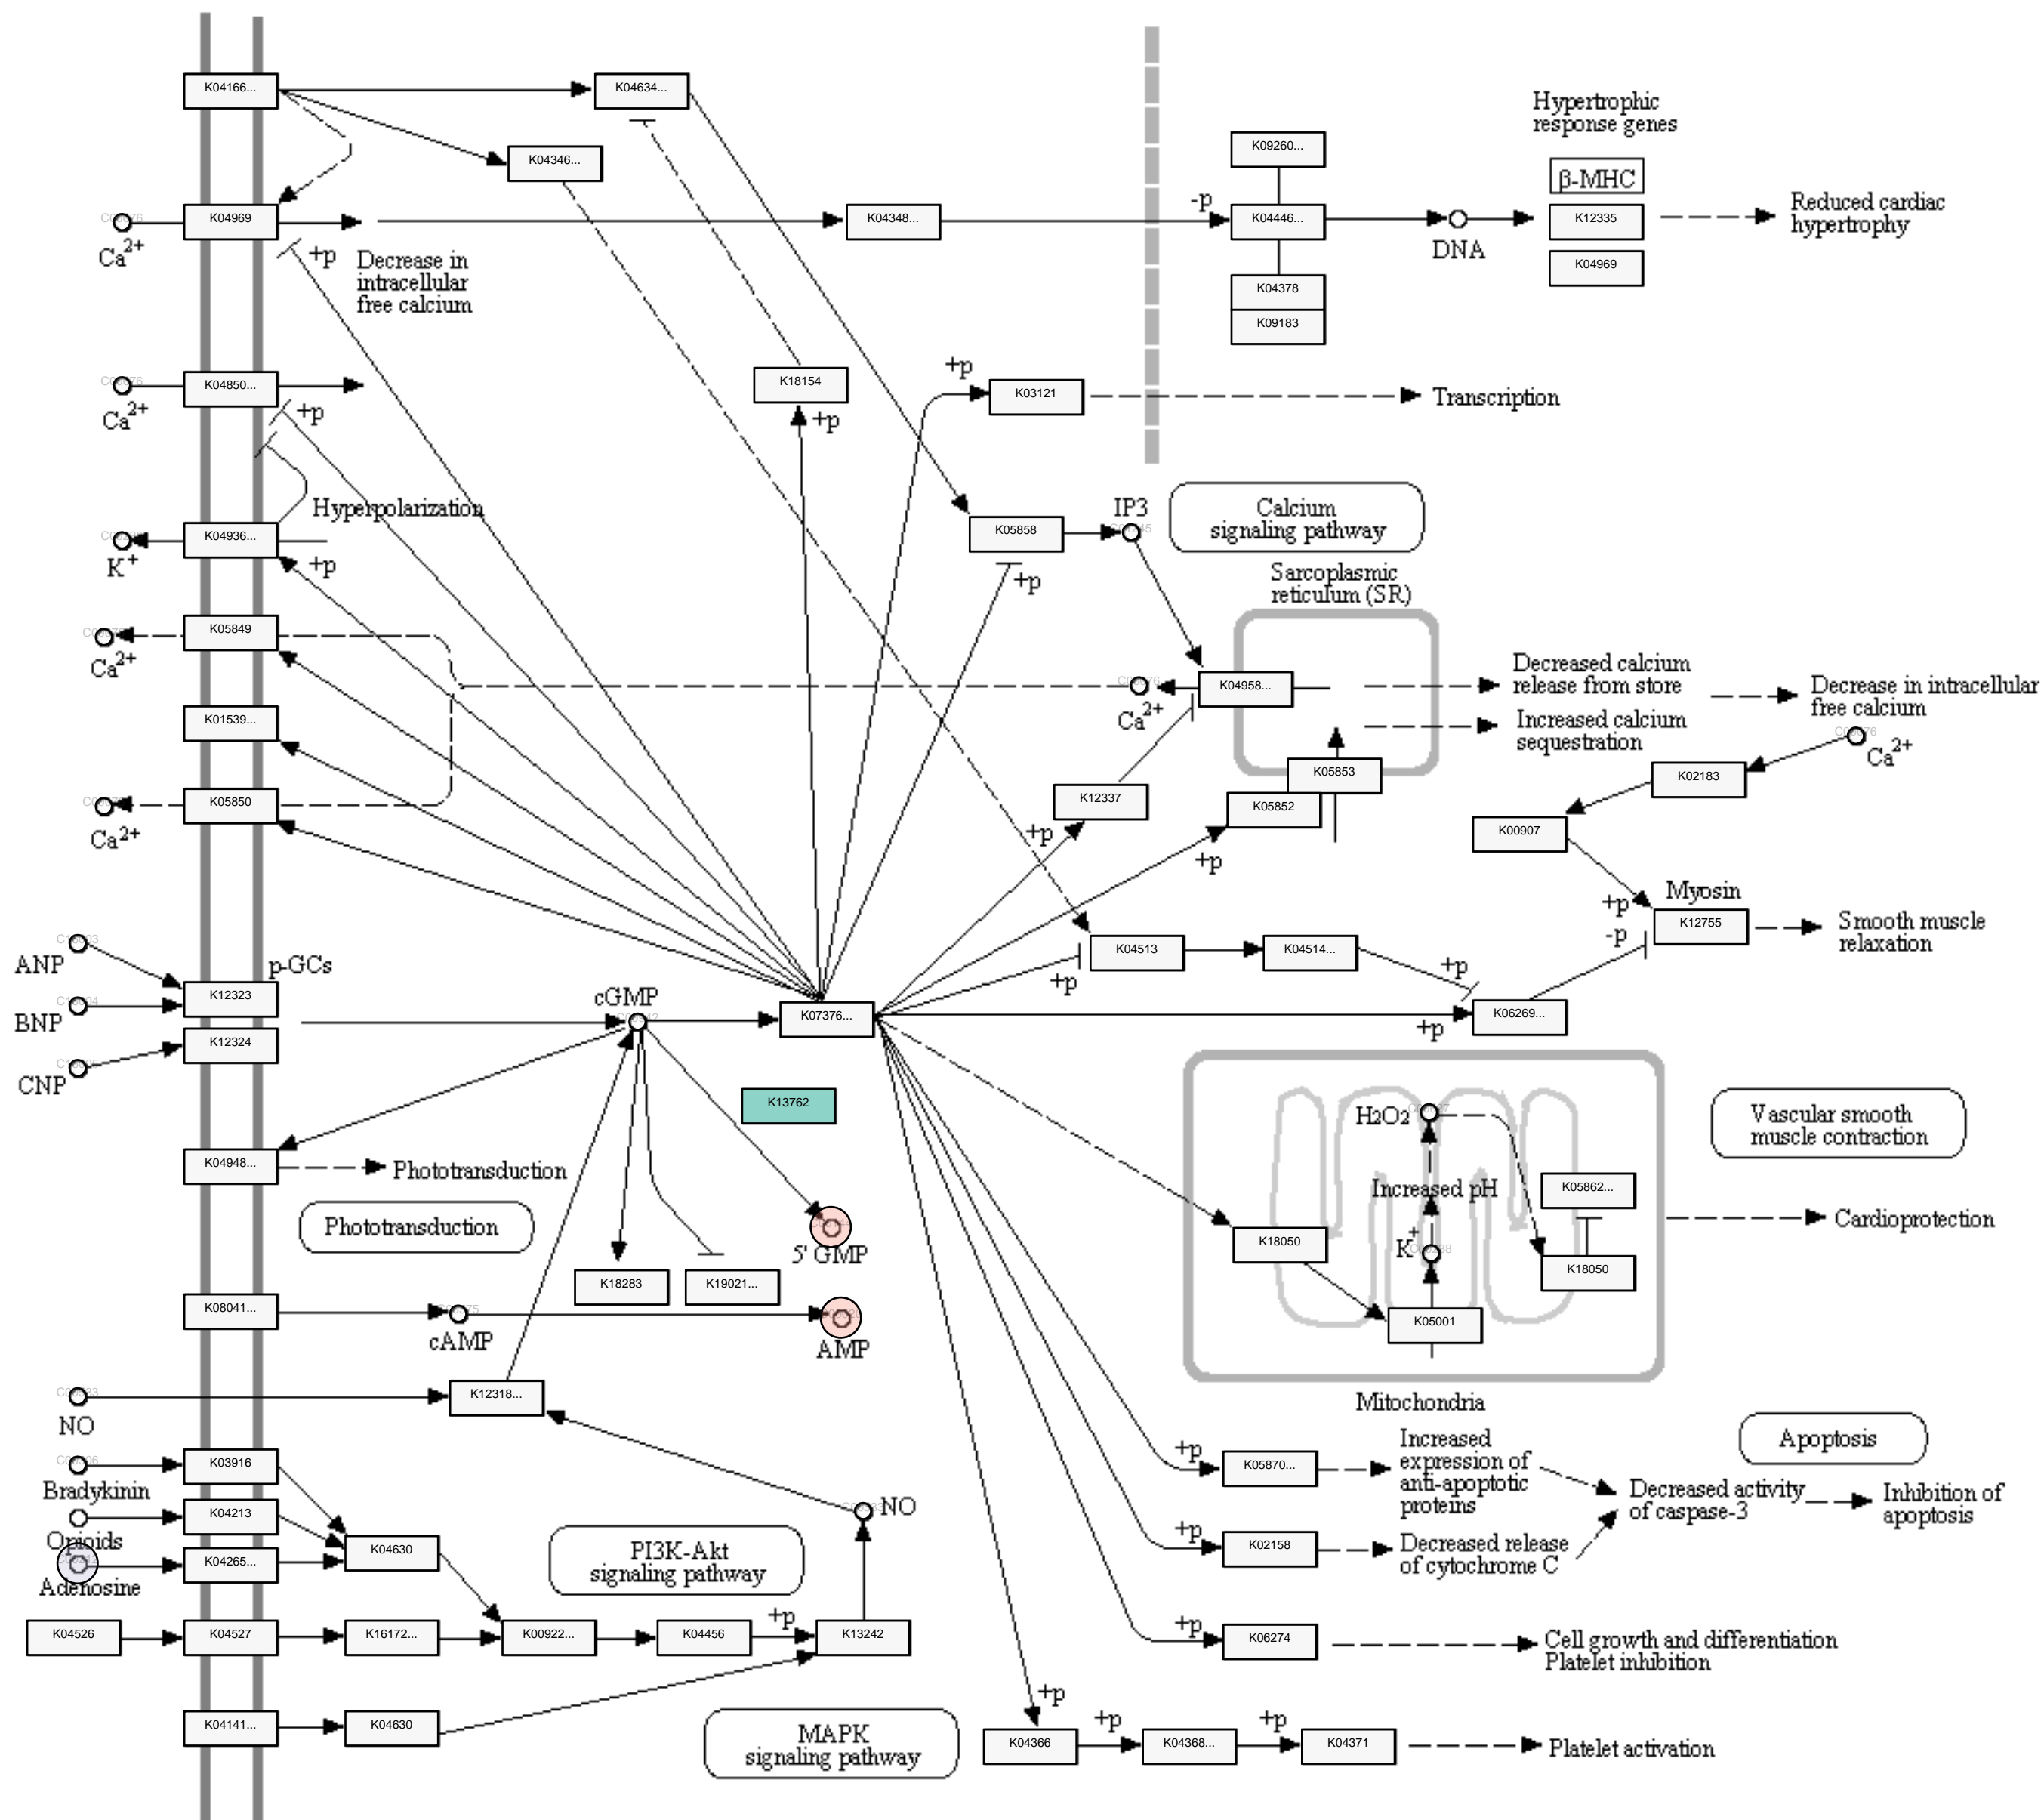 K04166...
K04634...
Hypertrophic
response genes
K04346...
K09260...
β-MHC
-p
Reduced cardiac
hypertrophy
K04969
K04348...
K04446...
K12335
DNA
Ca2+
+p
Decrease in
intracellular
free calcium
K04969
K04378
K09183
K04850...
K18154
+p
K03121
Transcription
Ca2+
+p
+p
Hyperpolarization
IP3
Calcium
signaling pathway
K04936...
K05858
K+
+p
+p
Sarcoplasmic
reticulum (SR)
K05849
Ca2+
Decreased calcium
release from store
K04958...
Decrease in intracellular
free calcium
Ca2+
K01539...
Increased calcium
sequestration
Ca2+
K05853
K02183
K05850
K12337
K05852
Ca2+
+p
+p
K00907
Myosin
+p
K12755
-p
Smooth muscle
relaxation
K04513
K04514...
ANP
p-GCs
+p
+p
K12323
cGMP
BNP
K07376...
K06269...
+p
K12324
CNP
K13762
H2O2
Vascular smooth
muscle contraction
K04948...
Phototransduction
Increased pH
K05862...
Phototransduction
Cardioprotection
5' GMP
K18050
K+
K18283
K19021...
K18050
K08041...
K05001
cAMP
AMP
K12318...
Mitochondria
NO
Increased
expression of
anti-apoptotic
proteins
Apoptosis
K03916
+p
K05870...
Bradykinin
Decreased activity
of caspase-3
Inhibition of
apoptosis
K04213
NO
Opioids
PI3K-Akt
signaling pathway
+p
K04630
K02158
Decreased release
of cytochrome C
K04265...
Adenosine
+p
+p
K04526
K04527
K16172...
K00922...
K04456
K13242
K06274
Cell growth and differentiation
Platelet inhibition
+p
K04141...
K04630
MAPK
signaling pathway
+p
+p
K04366
K04368...
K04371
Platelet activation